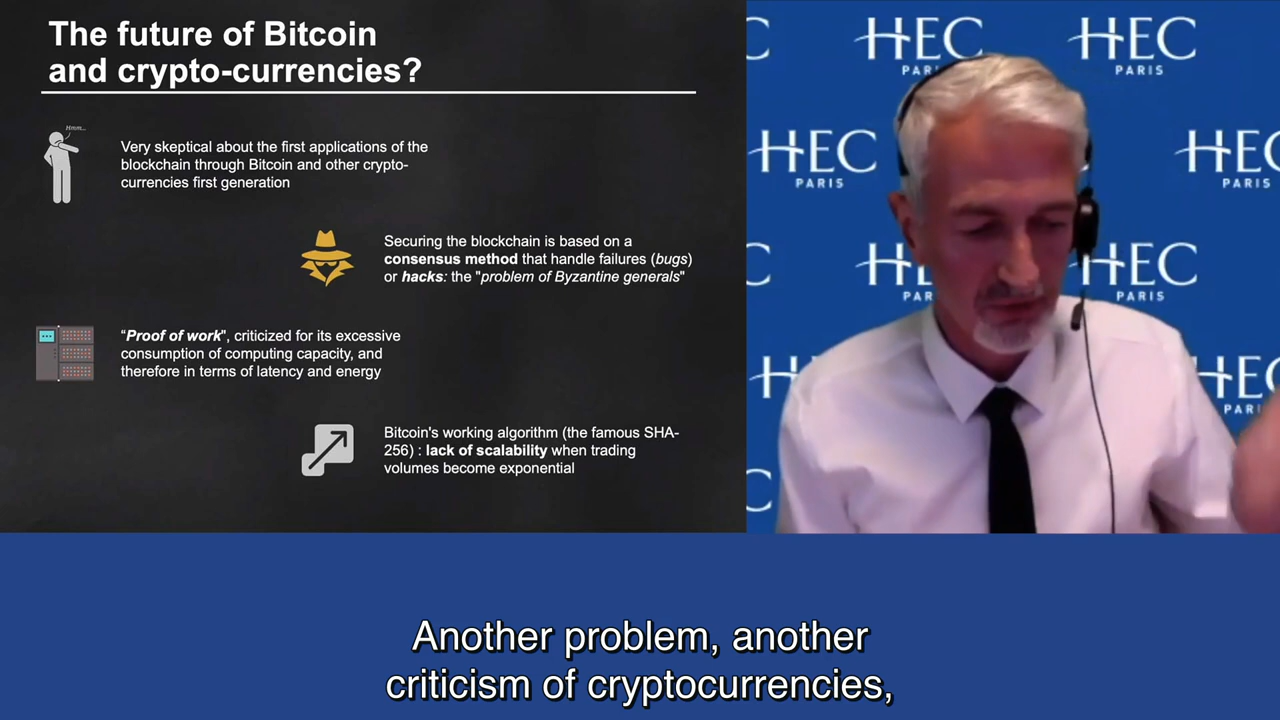 The future of Bitcoin
and crypto-currencies?
Hmm...
Very skeptical about the first applications of the
blockchain through Bitcoin and other crypto-
currencies first generation
Securing the blockchain is based on a
consensus method that handle failures (bugs)
or hacks: the "problem of Byzantine generals"
“Proof of work", criticized for its excessive
consumption of computing capacity, and
therefore in terms of latency and energy
Bitcoin's working algorithm (the famous SHA-
256) : lack of scalability when trading
volumes become exponential
HEC
PARIS
HEC
PARIS
HEC
PARIS
HEC
PARIS
HEC
PAR
HEC
PARIS
HEC
PARI
Another problem, another
criticism of cryptocurrencies,